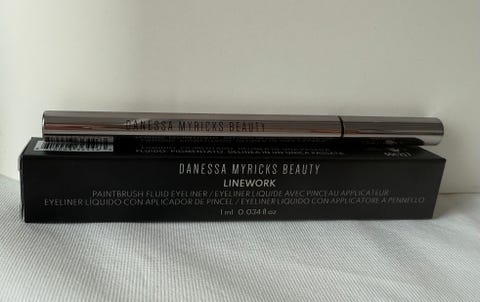 DANESSA MYRICKS BEAUTY
DANESSA MYRICKS BEAUTY
LINEWORK
PAINTBRUSH FLUID EYELINER / EYELINER LIQUIDE AVEC PINCEAU APPLICATEUR
EYELINER LÍQUIDO CON APLICADOR DE PINCEL / EYELINER LIQUIDO CON APPLICATORE A PENNELLO
1 ml 0.034 fl oz